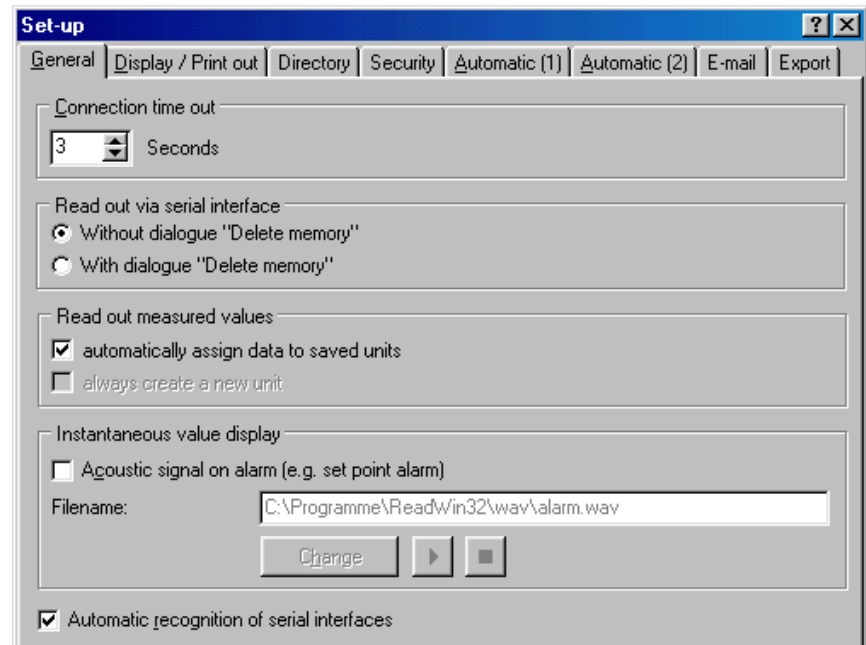 Set-up
General Display / Print out Directory Security Automatic (1) Automatic (2) E-mail Export
Connection time out
3 Seconds
Read out via serial interface
Without dialogue "Delete memory"
With dialogue "Delete memory"
Read out measured values
automatically assign data to saved units
always create a new unit
Instantaneous value display
Acoustic signal on alarm (e.g. set point alarm)
Filename: C:\Programme\ReadWin32\wav\alarm.wav
Change
Automatic recognition of serial interfaces